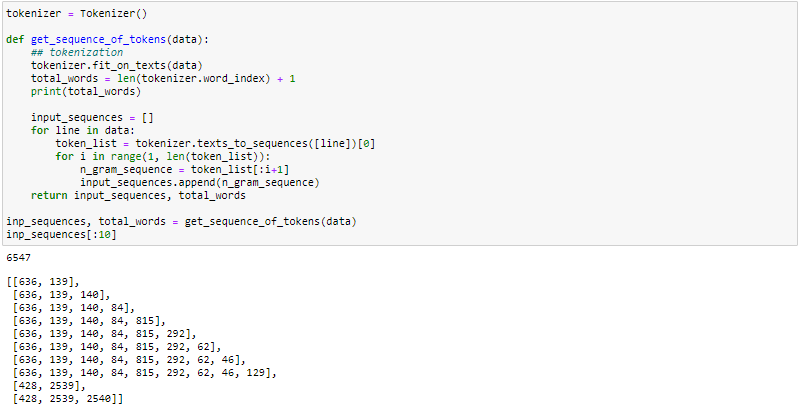 tokenizer = Tokenizer()
def get_sequence_of_tokens(data):
    ## tokenization
    tokenizer.fit_on_texts(data)
    total_words = len(tokenizer.word_index) + 1
    print(total_words)
    input_sequences = []
    for line in data:
        token_list = tokenizer.texts_to_sequences([line])[0]
        for i in range(1, len(token_list)):
            n_gram_sequence = token_list[:i+1]
            input_sequences.append(n_gram_sequence)
    return input_sequences, total_words
inp_sequences, total_words = get_sequence_of_tokens(data)
inp_sequences[:10]
6547
[[636, 139],
 [636, 139, 140],
 [636, 139, 140, 84],
 [636, 139, 140, 84, 815],
 [636, 139, 140, 84, 815, 292],
 [636, 139, 140, 84, 815, 292, 62],
 [636, 139, 140, 84, 815, 292, 62, 46],
 [636, 139, 140, 84, 815, 292, 62, 46, 129],
 [428, 2539],
 [428, 2539, 2540]]